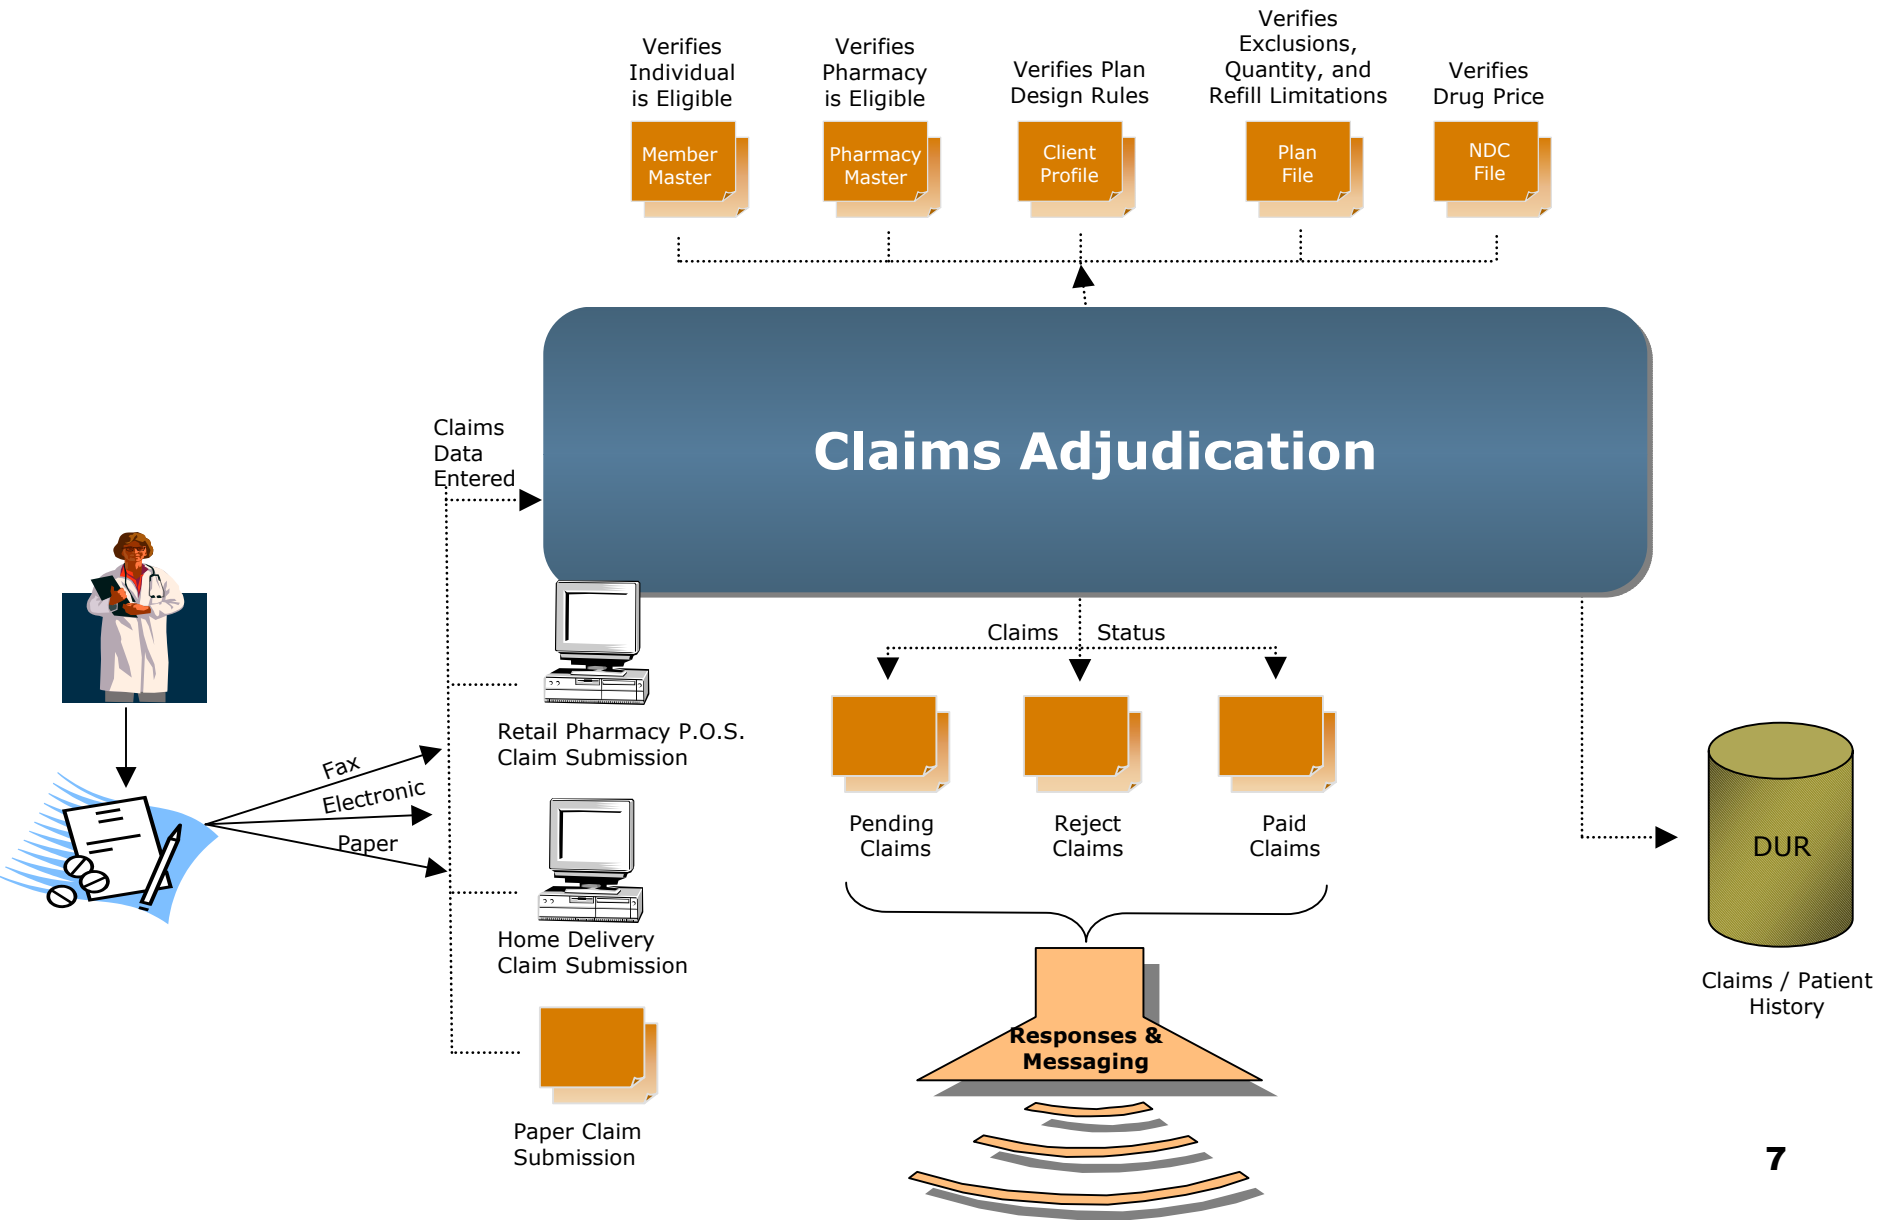 Verifies
Individual
is Eligible
Verifies
Pharmacy
is Eligible
Verifies Plan
Design Rules
Verifies
Exclusions,
Quantity, and
Refill Limitations
Verifies
Drug Price
Member
Master
Pharmacy
Master
Client
Profile
Plan
File
NDC
File
Claims
Data
Entered
Claims Adjudication
Claims Status
Retail Pharmacy P.O.S.
Claim Submission
Fax
Electronic
Paper
Home Delivery
Claim Submission
Paper Claim
Submission
Pending
Claims
Reject
Claims
Paid
Claims
Responses &
Messaging
DUR
Claims / Patient
History
7